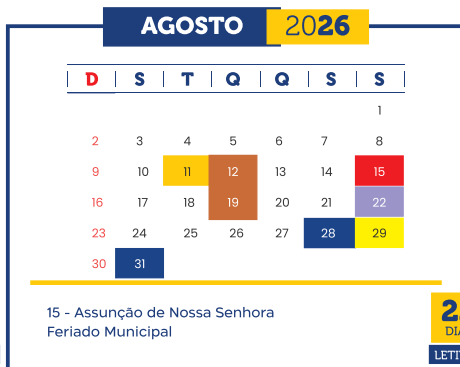 AGOSTO 2026
D S T Q Q S S
1
2 3 4 5 6 7 8
9 10 11 12 13 14 15
16 17 18 19 20 21 22
23 24 25 26 27 28 29
30 31
15 - Assunção de Nossa Senhora
Feriado Municipal